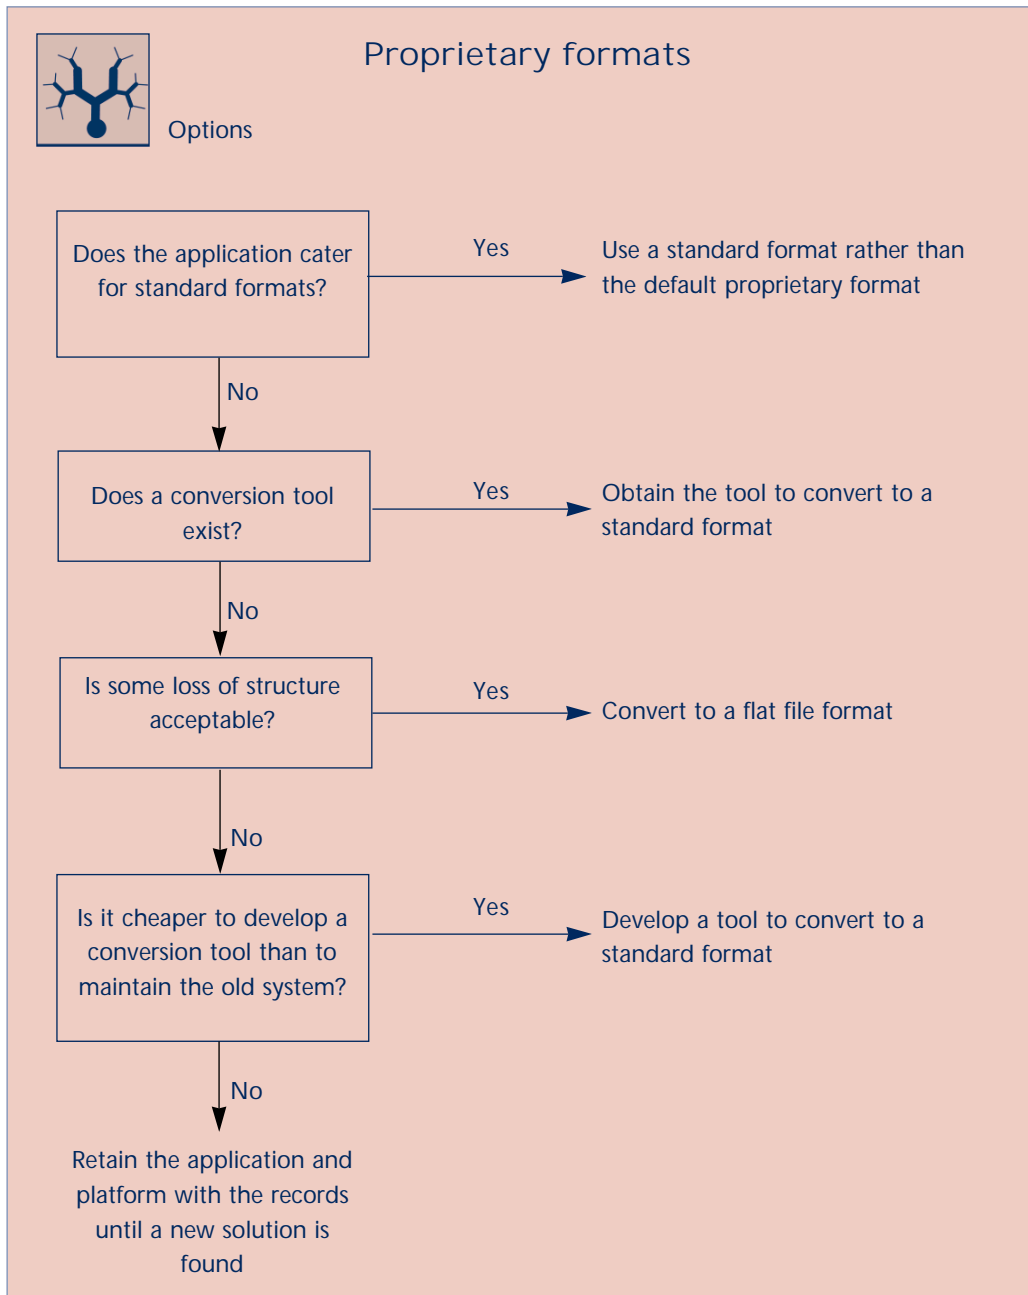 Proprietary formats
Options
Does the application cater
for standard formats?
Yes
Use a standard format rather than
the default proprietary format
No
Does a conversion tool
exist?
Yes
Obtain the tool to convert to a
standard format
No
Is some loss of structure
acceptable?
Yes
Convert to a flat file format
No
Is it cheaper to develop a
conversion tool than to
maintain the old system?
Yes
Develop a tool to convert to a
standard format
No
Retain the application and
platform with the records
until a new solution is
found